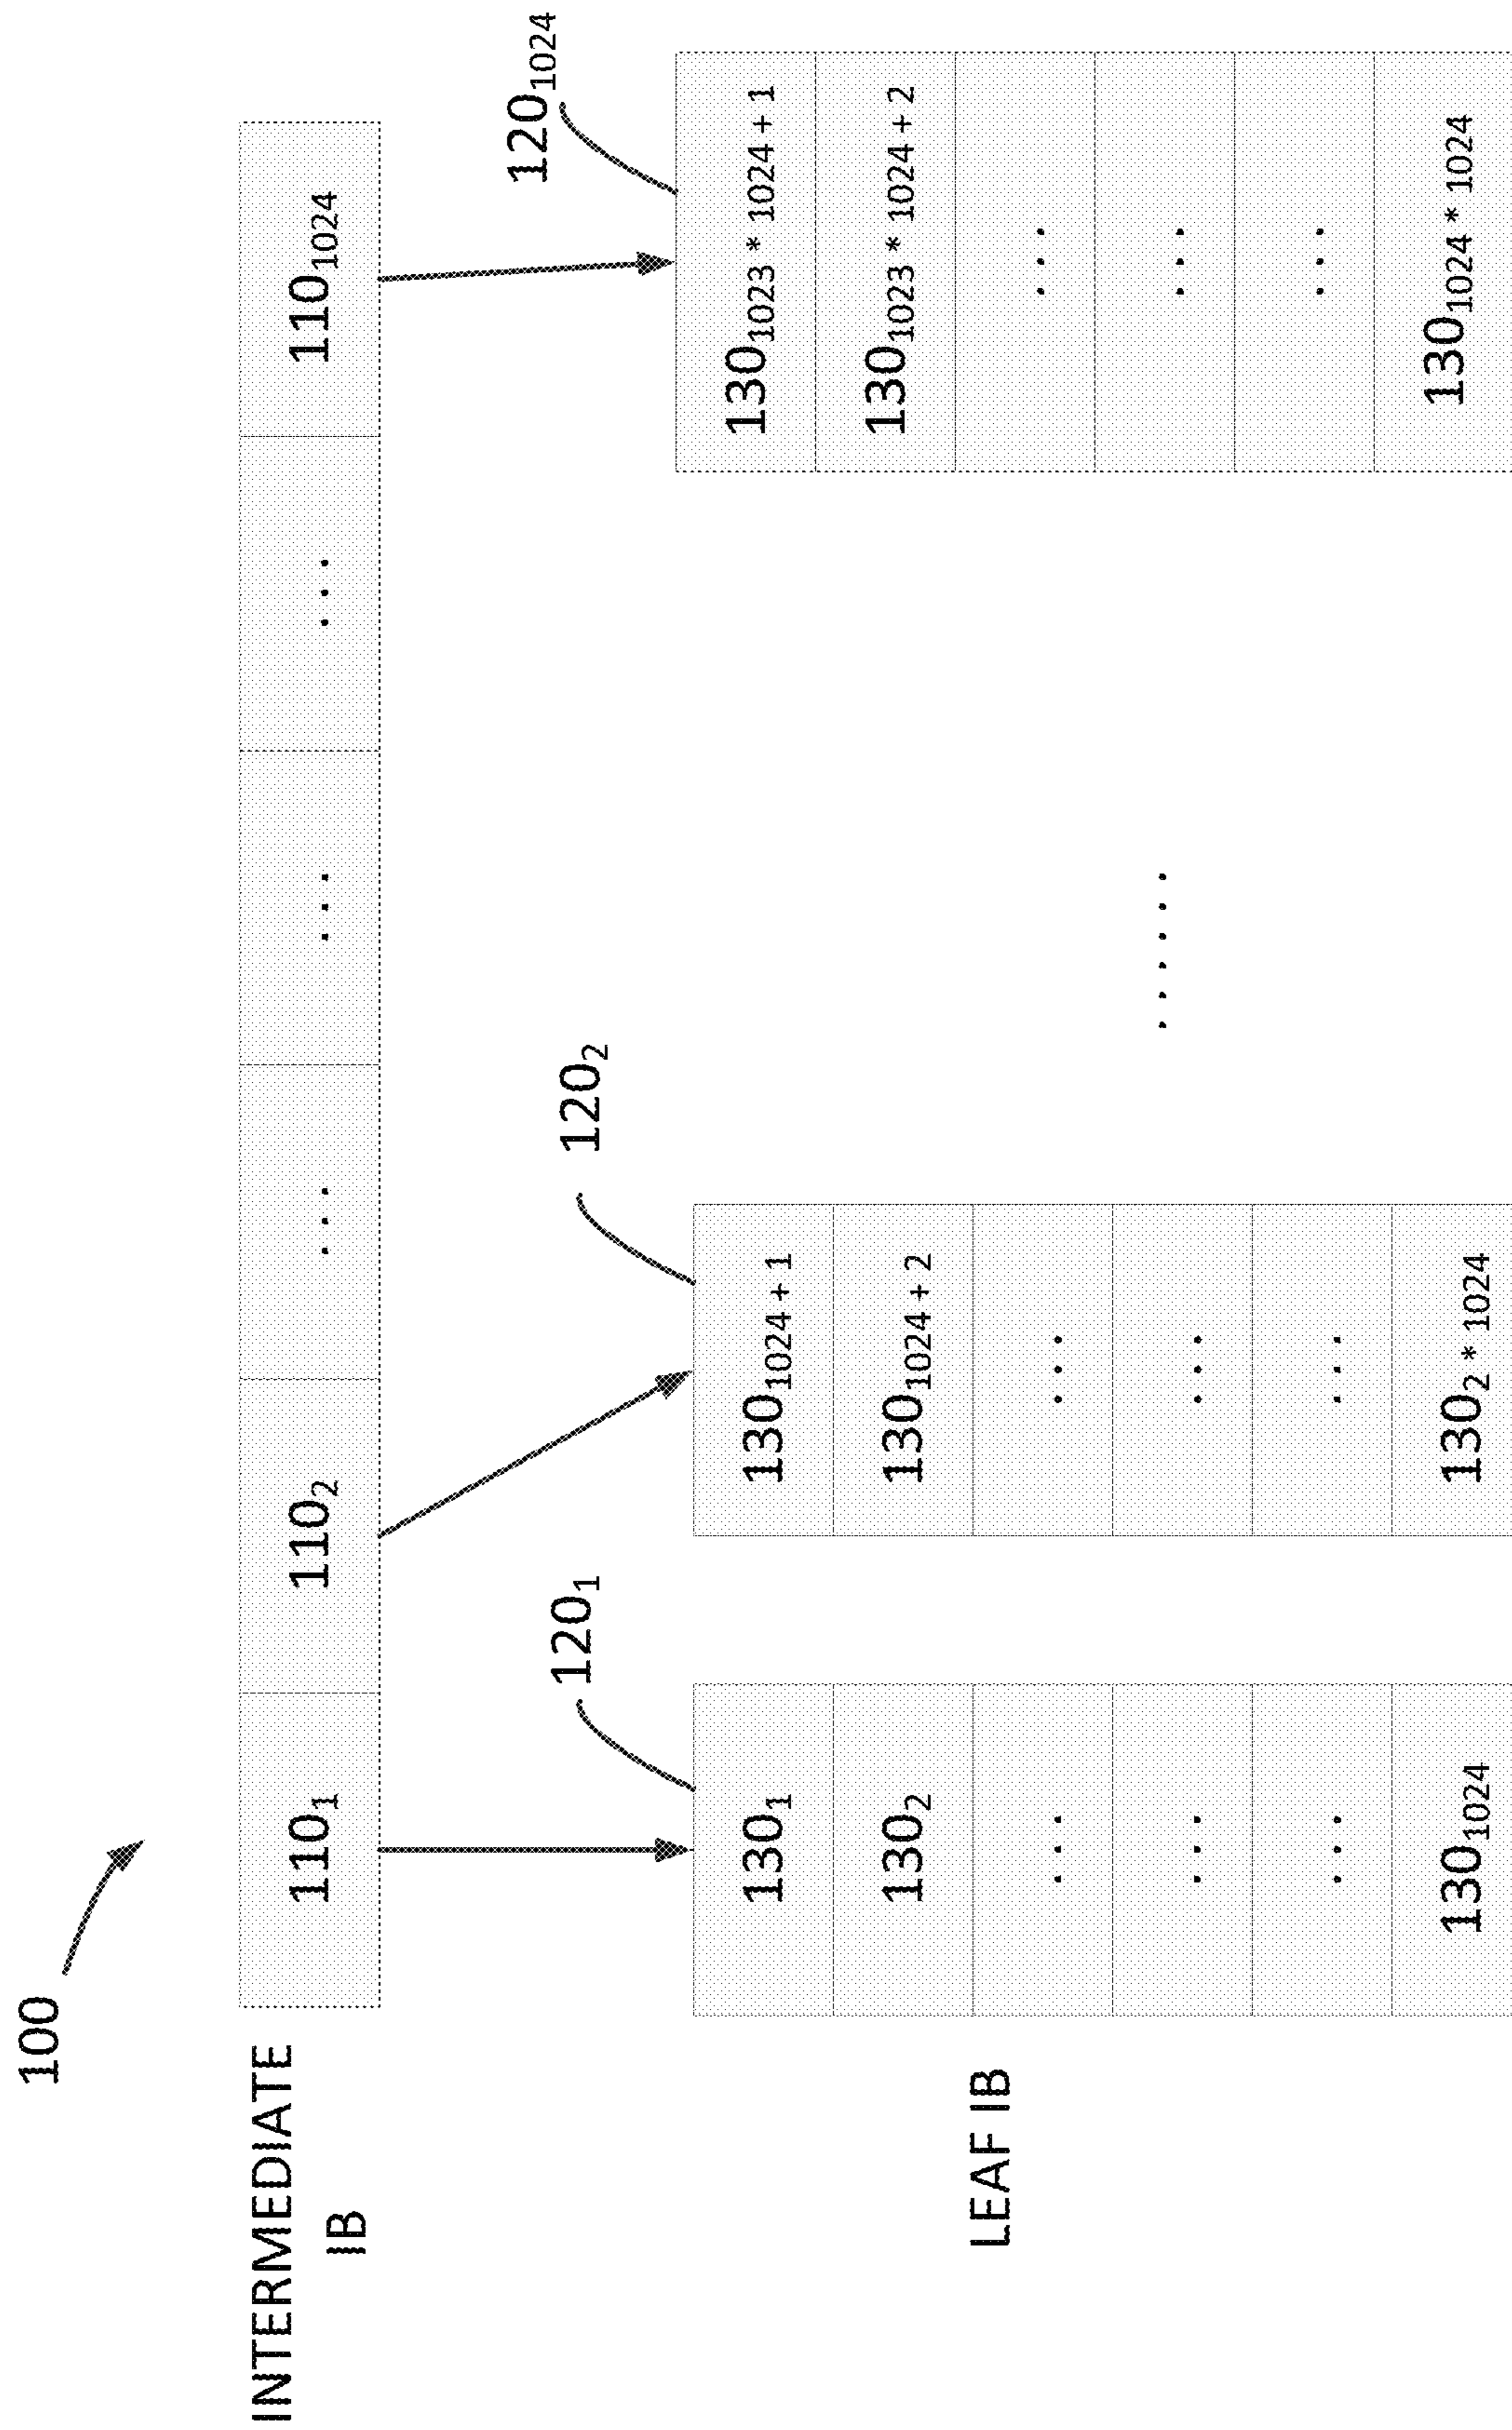 100
INTERMEDIATE
IB
110₁
110₂
...
...
...
110₁₀₂₄
120₁
120₂
120₁₀₂₄
LEAF IB
130₁
130₂
...
...
...
130₁₀₂₄
130₁₀₂₄ ₊ ₁
130₁₀₂₄ ₊ ₂
...
...
...
130₂ * ₁₀₂₄
......
130₁₀₂₃ * ₁₀₂₄ ₊ ₁
130₁₀₂₃ * ₁₀₂₄ ₊ ₂
...
...
...
130₁₀₂₄ * ₁₀₂₄